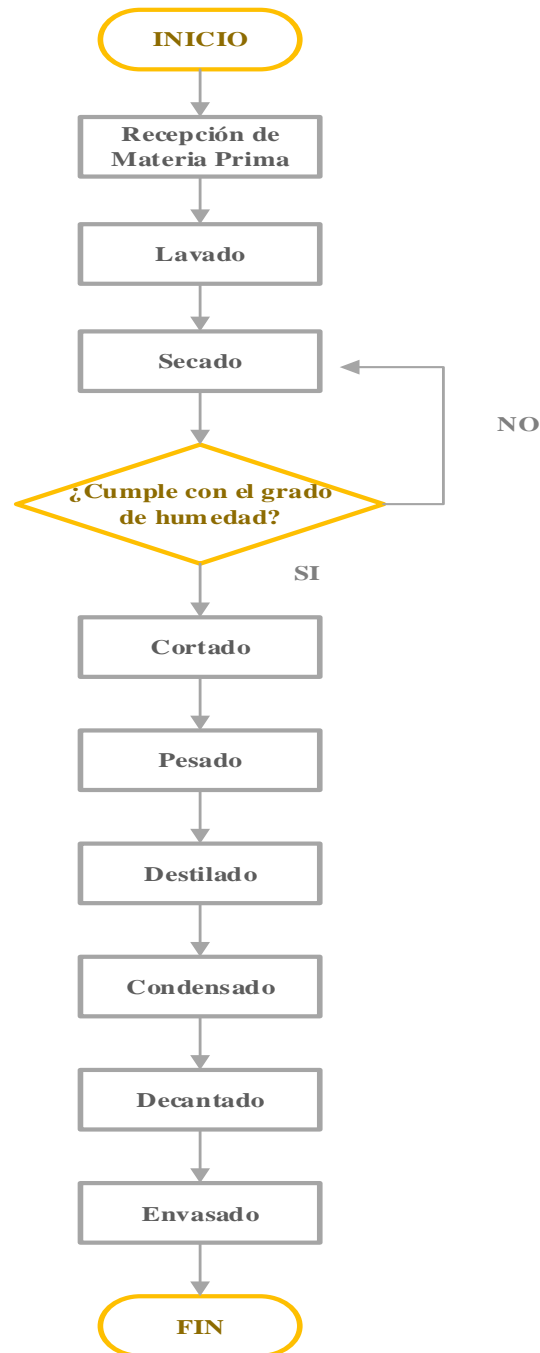 INICIO
Recepción de
Materia Prima
Lavado
Secado
NO
¿Cumple con el grado
de humedad?
SI
Cortado
Pesado
Destilado
Condensado
Decantado
Envasado
FIN